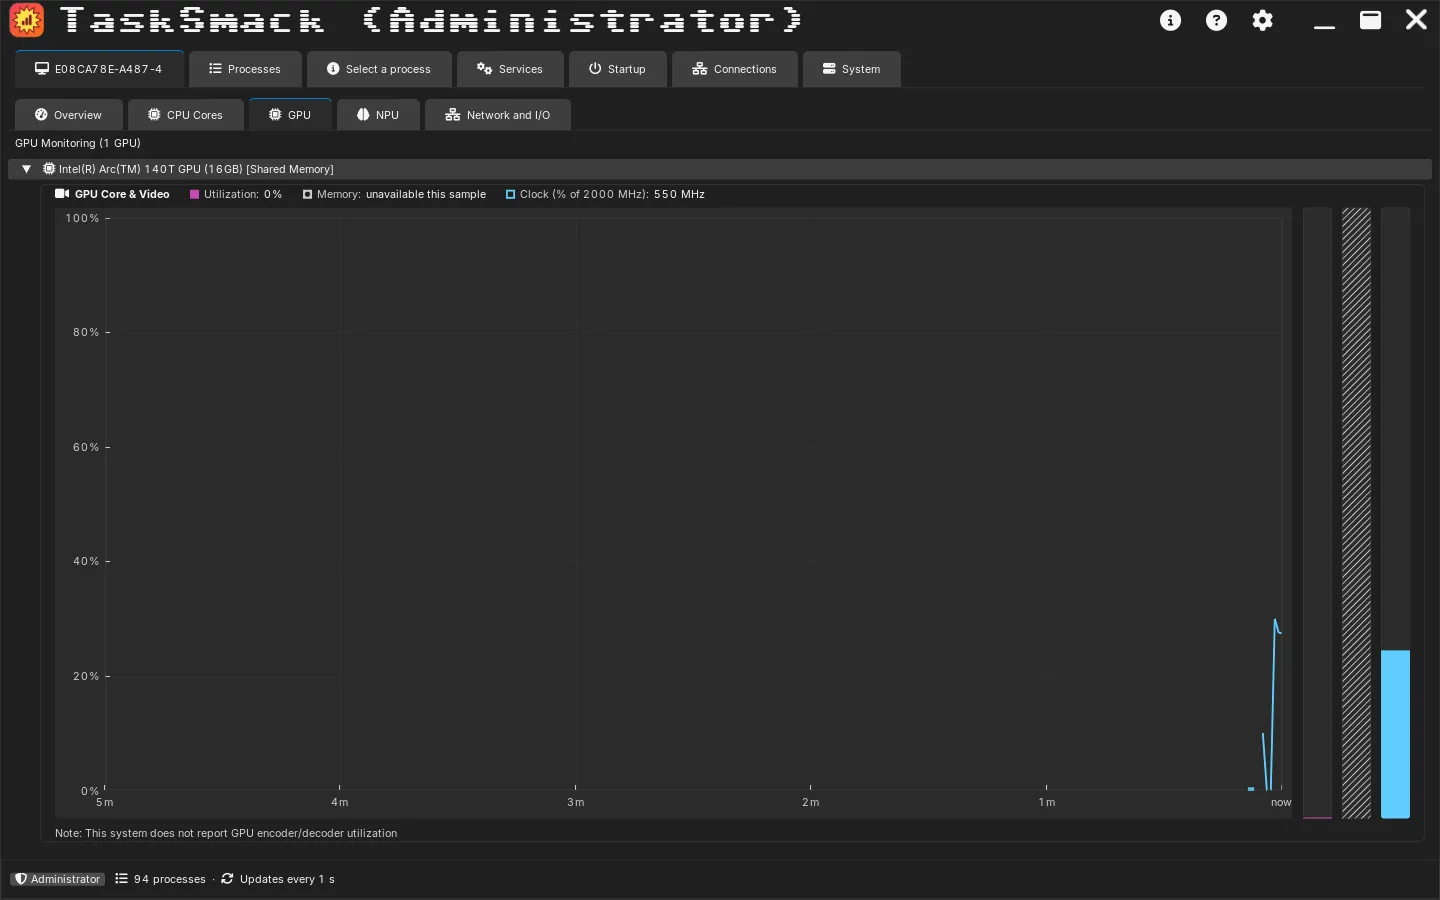 TaskSmack (Administrator)
E08CA78E-A487-4
Processes
Select a process
Services
Startup
Connections
System
Overview
CPU Cores
GPU
NPU
Network and I/O
GPU Monitoring (1 GPU)
Intel(R) Arc(TM) 140T GPU (16GB) [Shared Memory]
GPU Core & Video
Utilization: 0%
Memory: unavailable this sample
Clock (% of 2000 MHz): 550 MHz
100%
80%
60%
40%
20%
0%
5m
4m
3m
2m
1m
now
Note: This system does not report GPU encoder/decoder utilization
Administrator
94 processes · Updates every 1 s